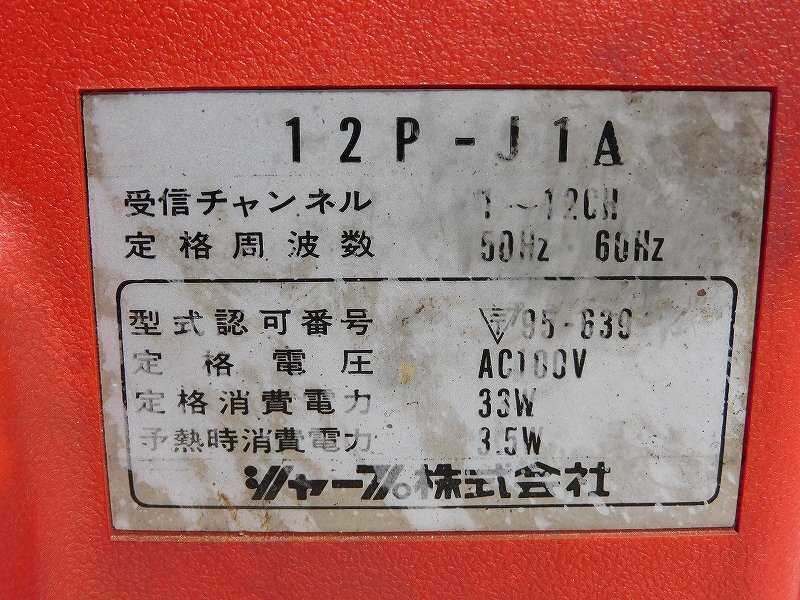 12P-J1A
受信チャンネル 1～12CH
定格周波数 50Hz 60Hz
型式認可番号 95-639
定格電圧 AC100V
定格消費電力 33W
予熱時消費電力 3.5W
シャープ株式会社